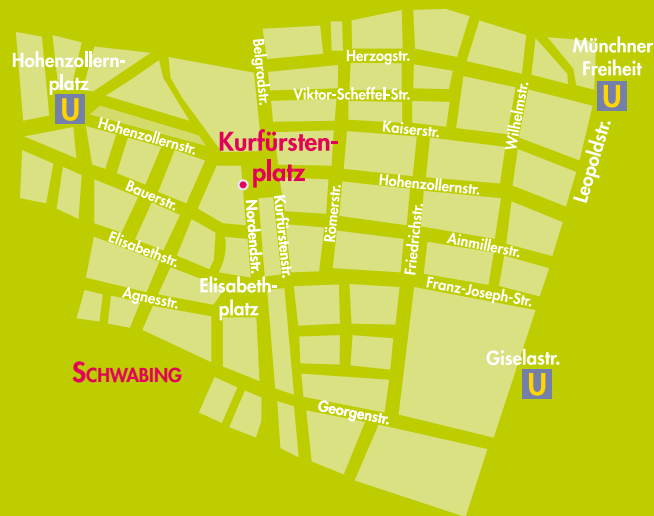 Hohenzollern-
platz
U
Belgradstr.
Herzogstr.
Viktor-Scheffel-Str.
Kaiserstr.
Wilhelmstr.
Münchner
Freiheit
U
Leopoldstr.
Hohenzollernstr.
Kurfürsten-
platz
Hohenzollernstr.
Bauerstr.
Nordendstr.
Kurfürstenstr.
Römerstr.
Friedrichstr.
Ainmillerstr.
Elisabethstr.
Elisabeth-
platz
Franz-Joseph-Str.
Agnesstr.
SCHWABING
Giselastr.
U
Georgenstr.